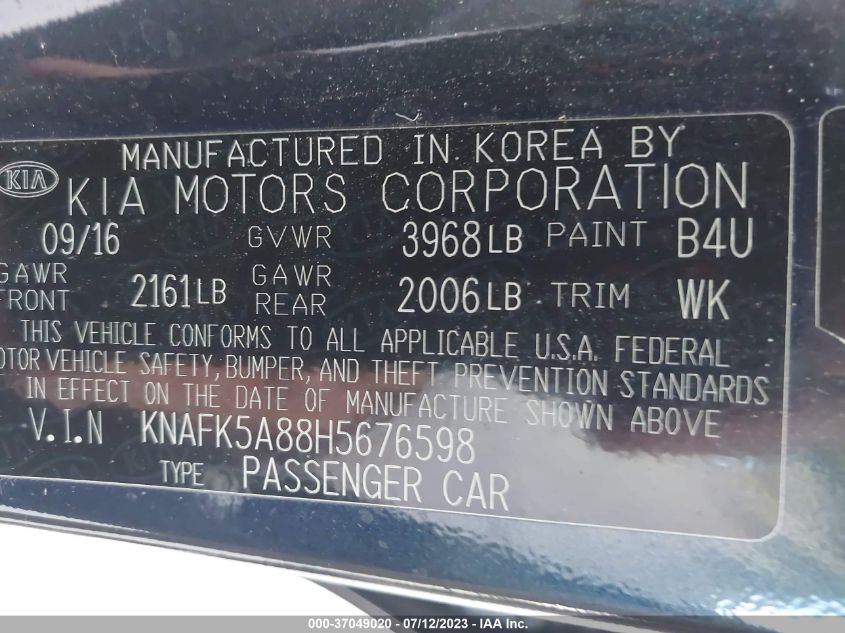 MANUFACTURED IN KOREA BY
KIA KIA MOTORS CORPORATION
09/16 GVWR 3968LB PAINT B4U
GAWR FRONT 2161LB GAWR REAR 2006LB TRIM WK
THIS VEHICLE CONFORMS TO ALL APPLICABLE U.S.A. FEDERAL
OTOR VEHICLE SAFETY, BUMPER, AND THEFT PREVENTION STANDARDS
IN EFFECT ON THE DATE OF MANUFACTURE SHOWN ABOVE
V.I.N KNAFK5A88H5676598
TYPE PASSENGER CAR
000-37049020 - 07/12/2023 - IAA Inc.